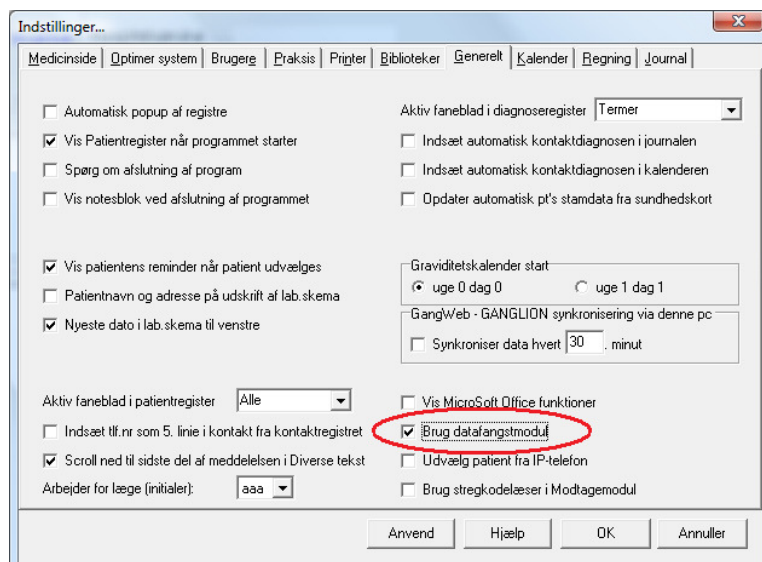 Indstillinger...
Medicinside Optimer system Brugere Praksis Printer Biblioteker Generelt Kalender Regning Journal
Automatisk popup af registre
Vis Patientregister når programmet starter
Spørg om afslutning af program
Vis notesblok ved afslutning af programmet
Aktiv faneblad i diagnoseregister Termer
Indsæt automatisk kontaktdiagnosen i journalen
Indsæt automatisk kontaktdiagnosen i kalenderen
Opdater automatisk pt's stamdata fra sundhedskort
Vis patientens reminder når patient udvælges
Patientnavn og adresse på udskrift af lab.skema
Nyeste dato i lab.skema til venstre
Graviditetskalender start
uge 0 dag 0 uge 1 dag 1
GangWeb - GANGLION synkronisering via denne pc
Synkroniser data hvert 30 . minut
Aktiv faneblad i patientregister Alle
Indsæt tlf.nr som 5. linie i kontakt fra kontaktregistret
Scroll ned til sidste del af meddelelsen i Diverse tekst
Arbejder for læge (initialer): aaa
Vis MicroSoft Office funktioner
Brug datafangstmodul
Udvælg patient fra IP-telefon
Brug stregkodelæser i Modtagemodul
Anvend Hjælp OK Annuller